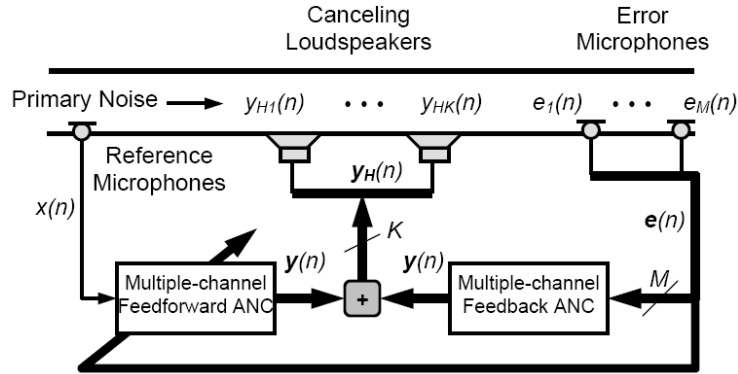 Canceling
Loudspeakers
Error
Microphones
Primary Noise
yH1(n) • • • yHK(n)
e1(n) • • • eM(n)
Reference
Microphones
yH(n)
x(n)
e(n)
K
y(n)
y(n)
M
Multiple-channel
Feedforward ANC
+
Multiple-channel
Feedback ANC